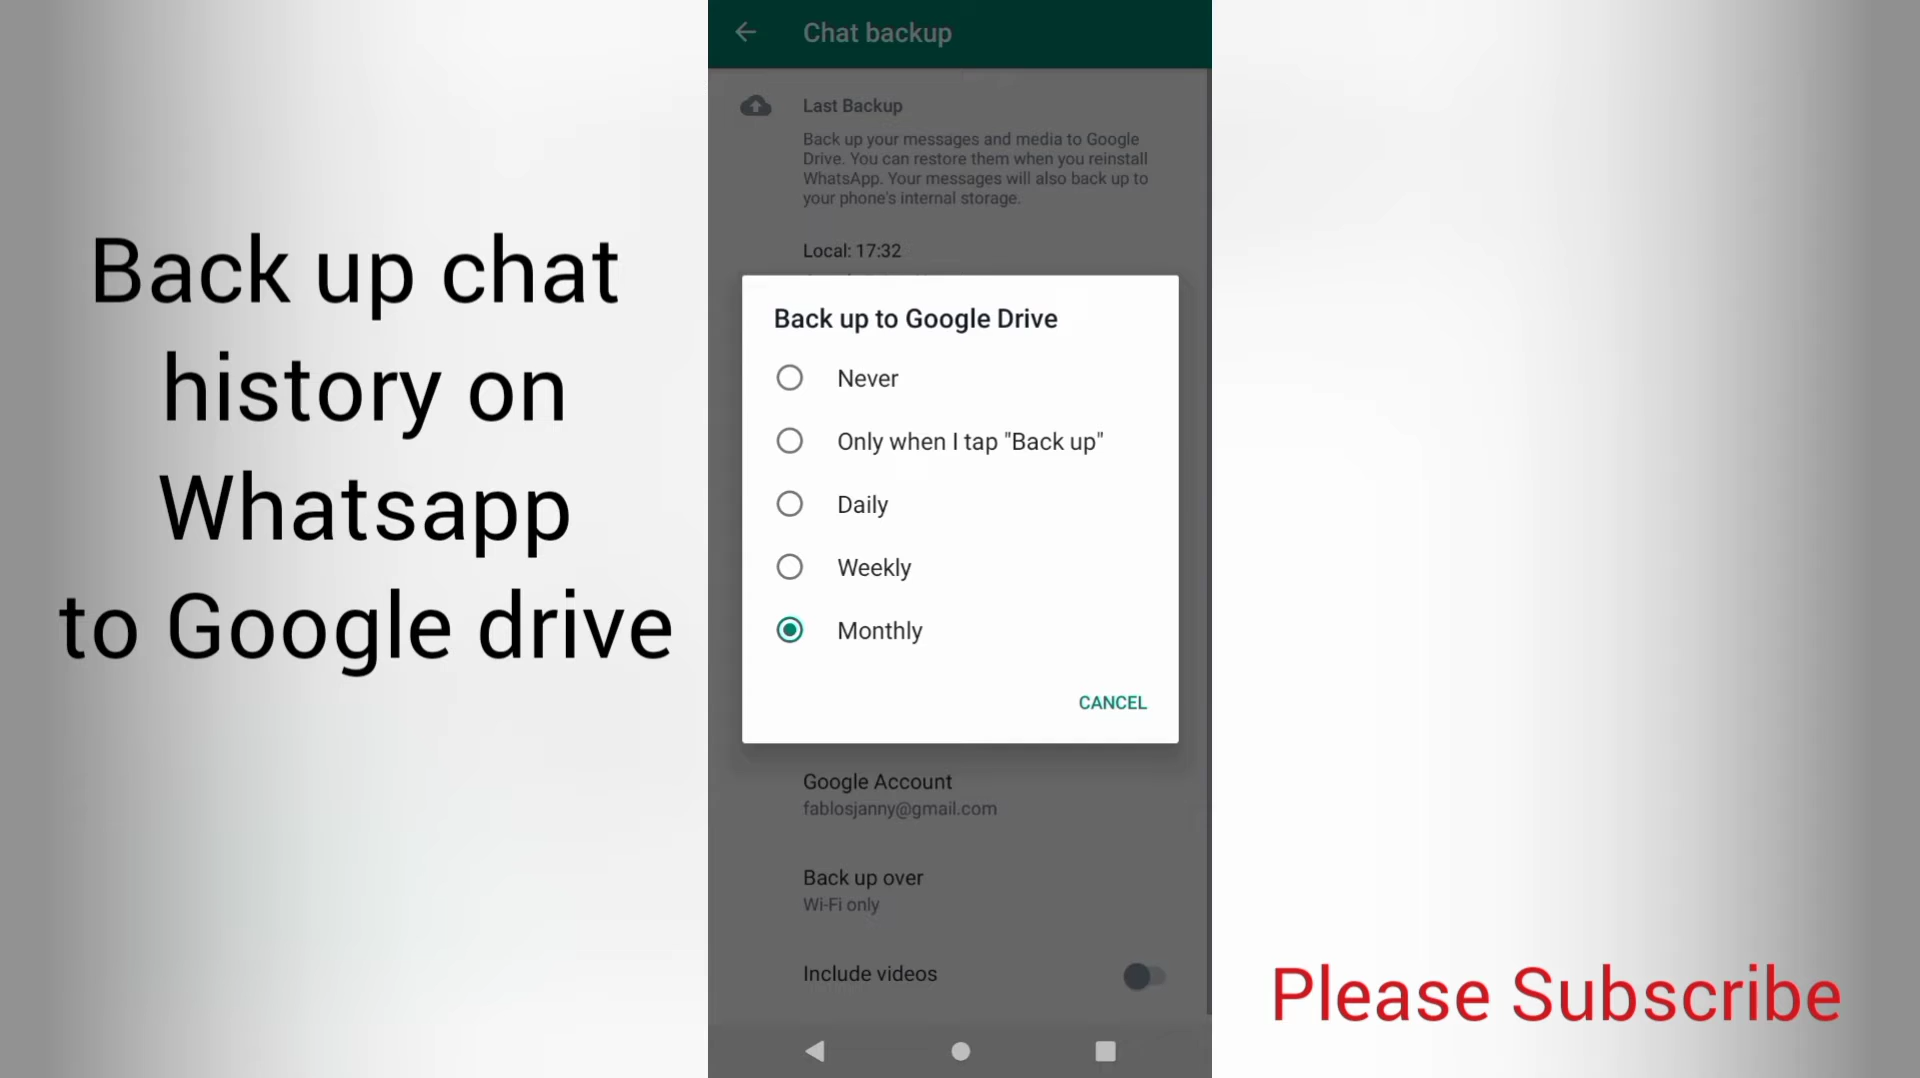 Back up chat
history on
Whatsapp
to Google drive
Chat backup
Last Backup
Back up your messages and media to Google
Drive. You can restore them when you reinstall
WhatsApp. Your messages will also back up to
your phone's internal storage.
Local: 17:32
Back up to Google Drive
Never
Only when I tap "Back up"
Daily
Weekly
Monthly
CANCEL
Google Account
fablosjanny@gmail.com
Back up over
Wi-Fi only
Include videos
Please Subscribe